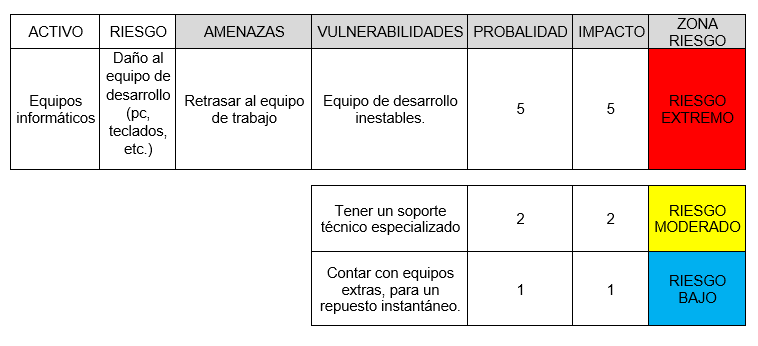 ACTIVO
RIESGO
AMENAZAS
VULNERABILIDADES
PROBALIDAD
IMPACTO
ZONA
RIESGO
Equipos
informáticos
Daño al
equipo de
desarrollo
(pc,
teclados,
etc.)
Retrasar al equipo
de trabajo
Equipo de desarrollo
inestables.
5
5
RIESGO
EXTREMO
Tener un soporte
técnico especializado
2
2
RIESGO
MODERADO
Contar con equipos
extras, para un
repuesto instantáneo.
1
1
RIESGO
BAJO